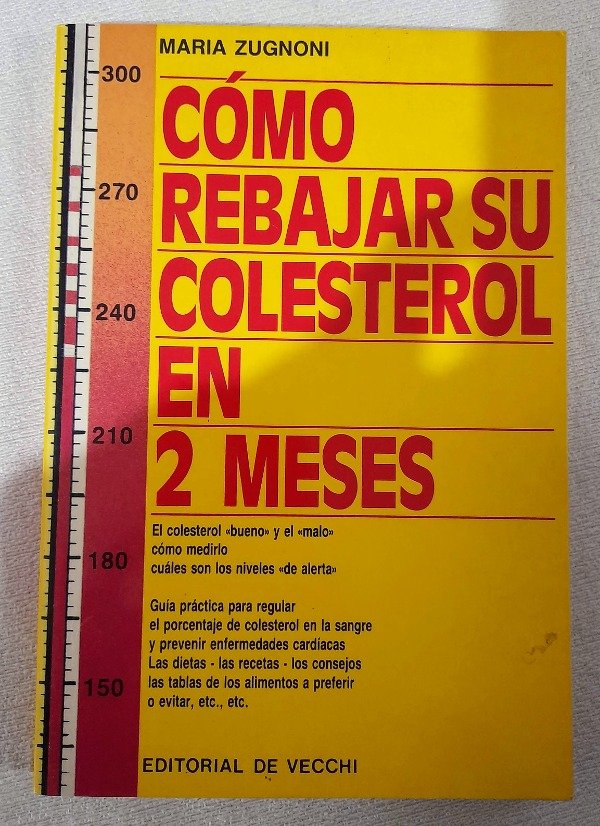 MARIA ZUGNONI
CÓMO
REBAJAR SU
COLESTEROL
EN
2 MESES
300
270
240
210
180
150
El colesterol «bueno» y el «malo»
cómo medirlo
cuáles son los niveles «de alerta»
Guía práctica para regular
el porcentaje de colesterol en la sangre
y prevenir enfermedades cardíacas
Las dietas - las recetas - los consejos
las tablas de los alimentos a preferir
o evitar, etc., etc.
EDITORIAL DE VECCHI